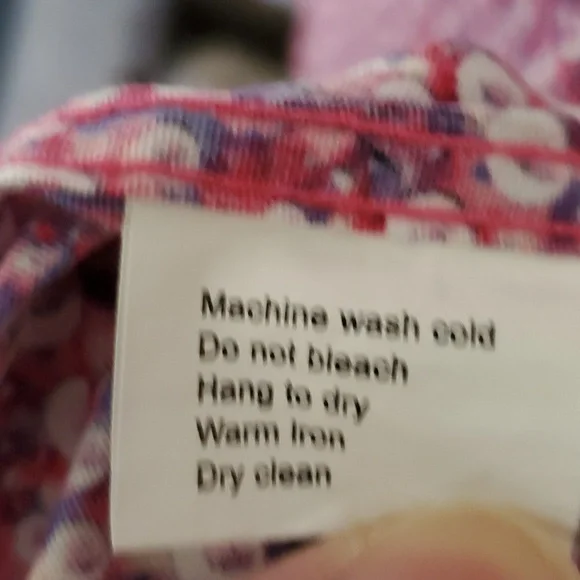 Machine wash cold
Do not bleach
Hang to dry
Warm Iron
Dry clean